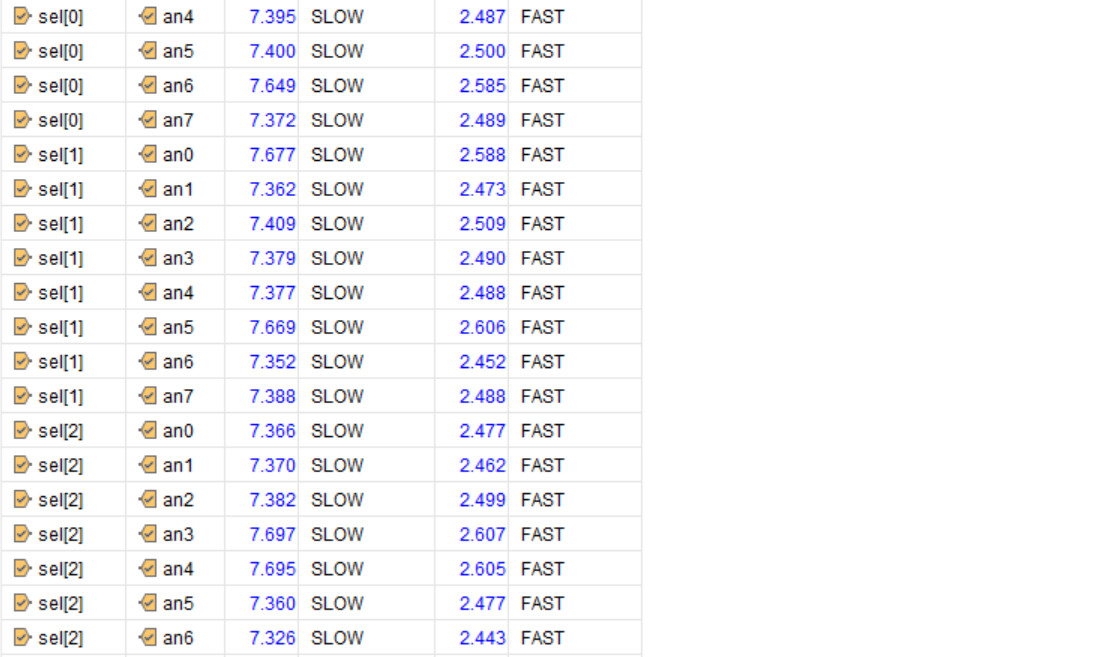 sel[0] an4 7.395 SLOW 2.487 FAST
sel[0] an5 7.400 SLOW 2.500 FAST
sel[0] an6 7.649 SLOW 2.585 FAST
sel[0] an7 7.372 SLOW 2.489 FAST
sel[1] an0 7.677 SLOW 2.588 FAST
sel[1] an1 7.362 SLOW 2.473 FAST
sel[1] an2 7.409 SLOW 2.509 FAST
sel[1] an3 7.379 SLOW 2.490 FAST
sel[1] an4 7.377 SLOW 2.488 FAST
sel[1] an5 7.669 SLOW 2.606 FAST
sel[1] an6 7.352 SLOW 2.452 FAST
sel[1] an7 7.388 SLOW 2.488 FAST
sel[2] an0 7.366 SLOW 2.477 FAST
sel[2] an1 7.370 SLOW 2.462 FAST
sel[2] an2 7.382 SLOW 2.499 FAST
sel[2] an3 7.697 SLOW 2.607 FAST
sel[2] an4 7.695 SLOW 2.605 FAST
sel[2] an5 7.360 SLOW 2.477 FAST
sel[2] an6 7.326 SLOW 2.443 FAST